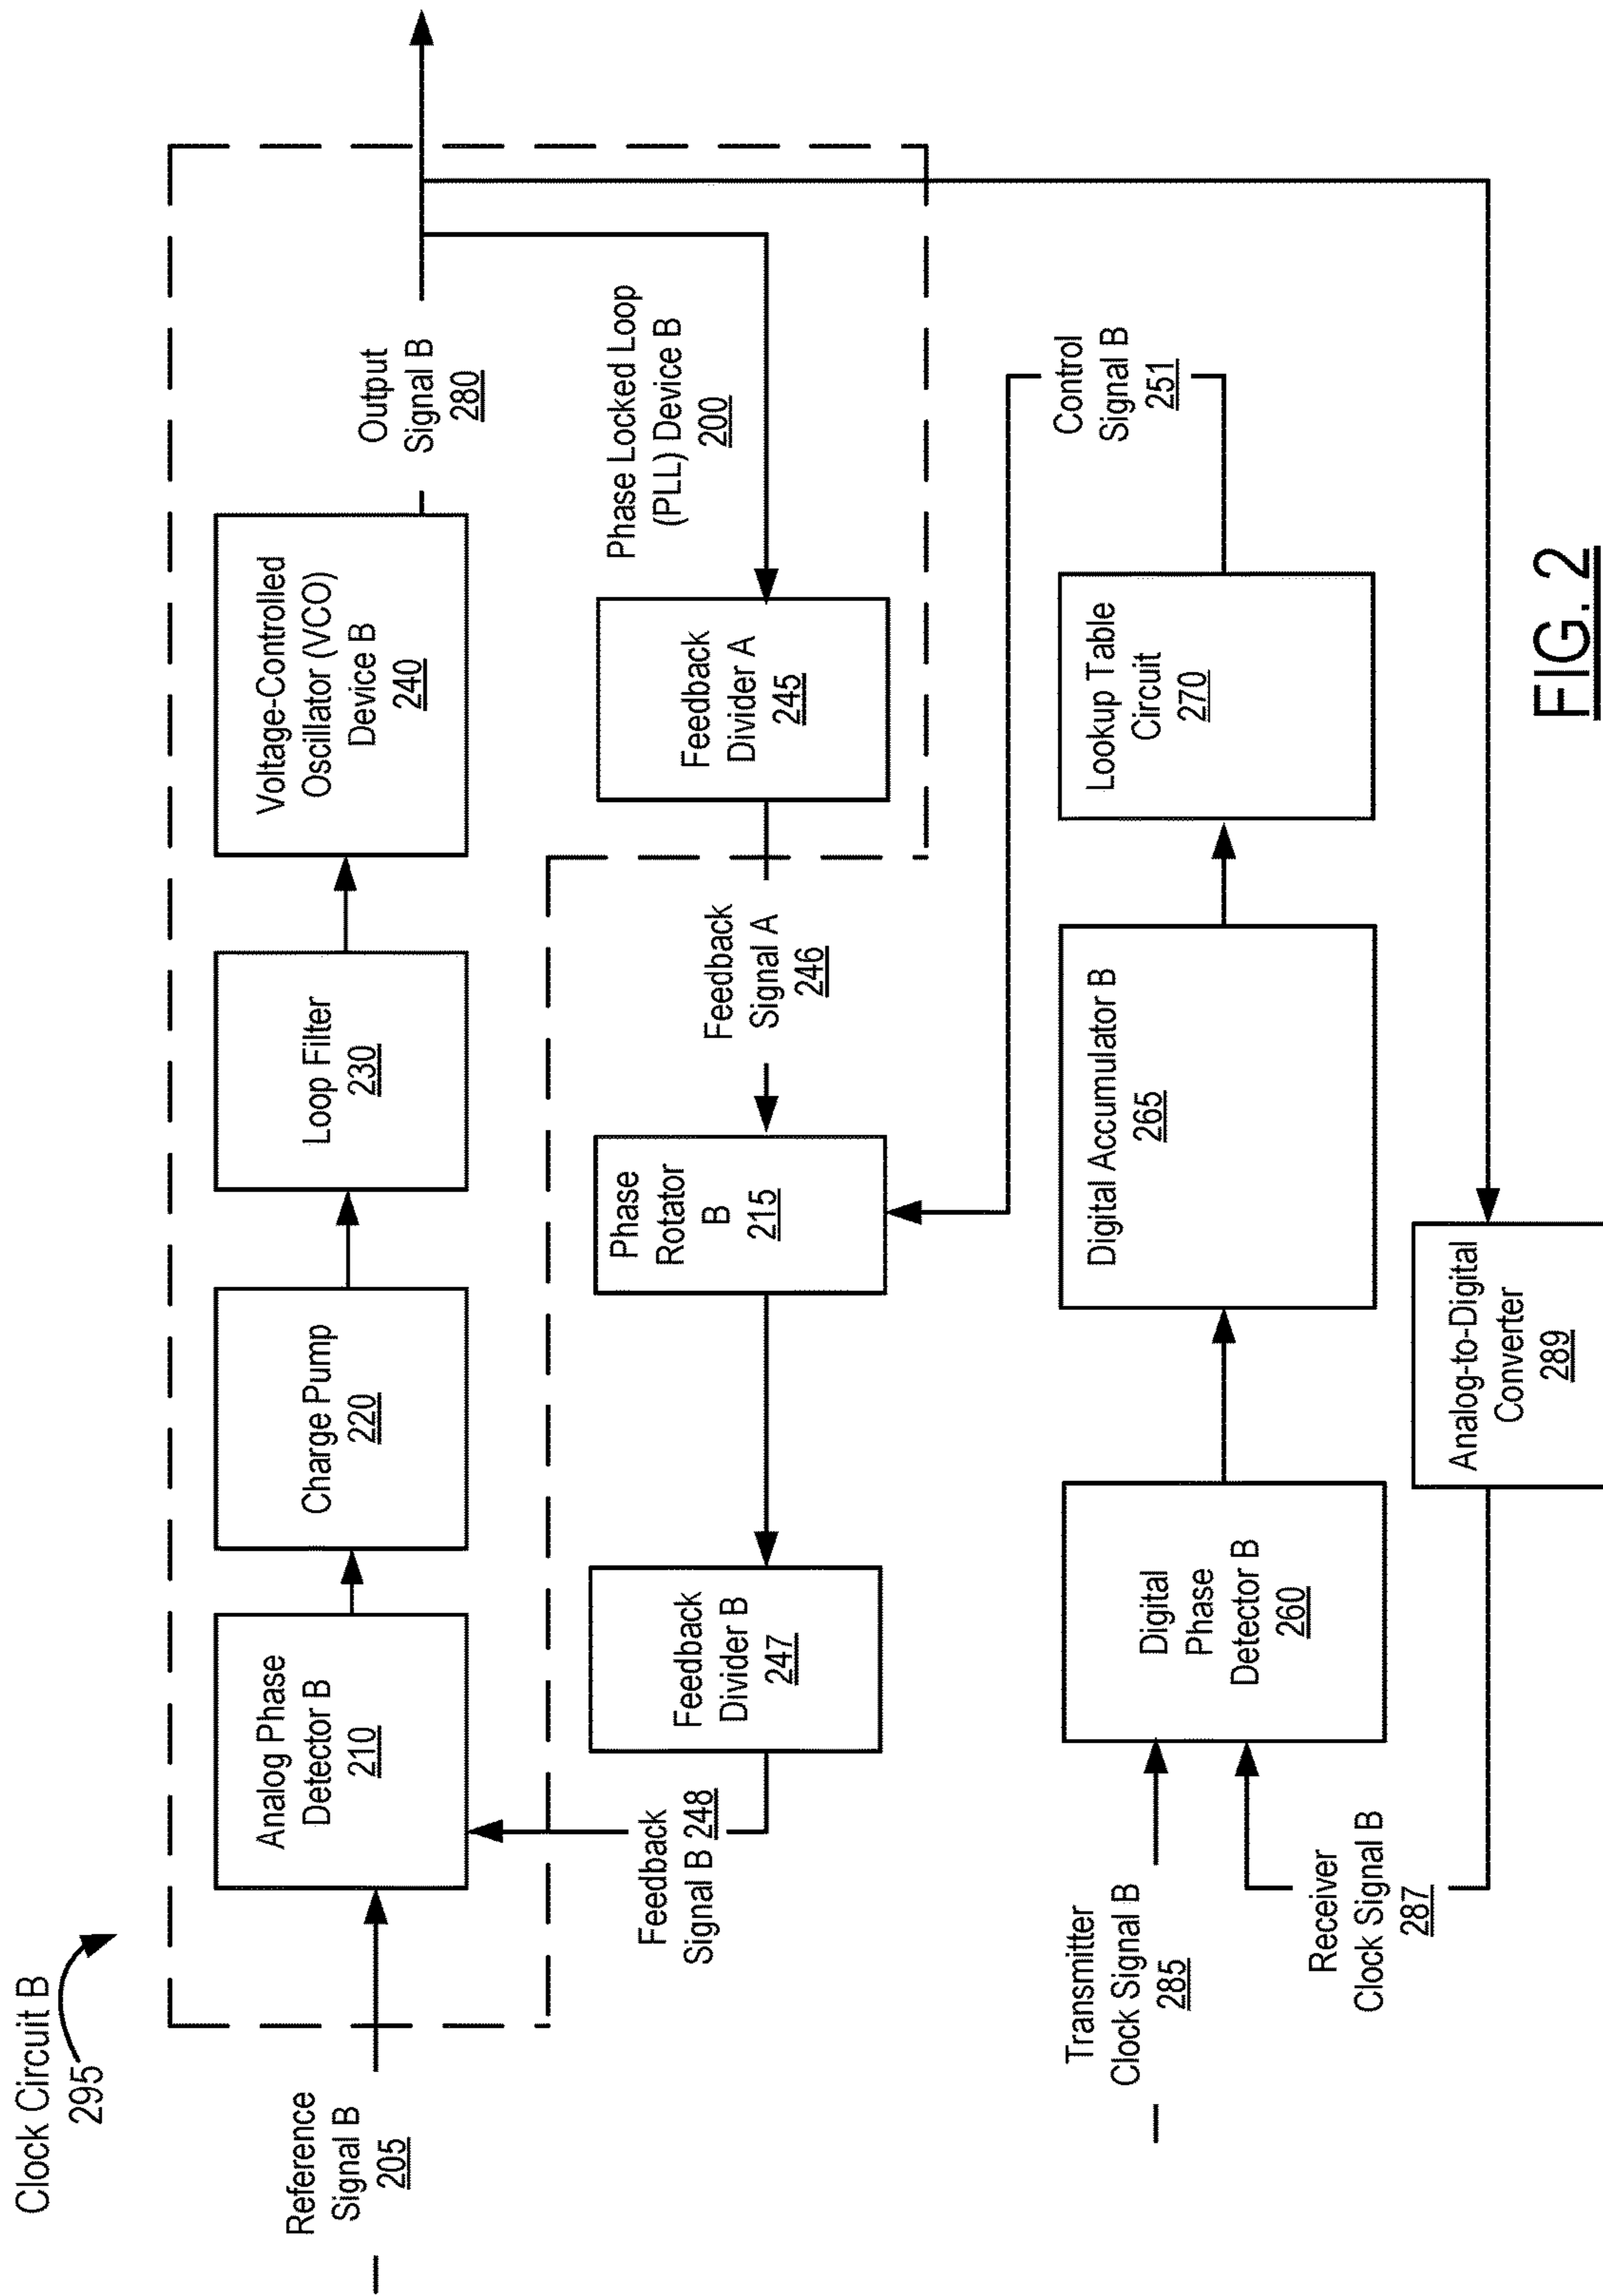 Clock Circuit B
295
Reference
Signal B
205
Analog Phase
Detector B
210
Charge Pump
220
Loop Filter
230
Voltage-Controlled
Oscillator (VCO)
Device B
240
Output
Signal B
280
Feedback
Signal B 248
Feedback
Divider B
247
Phase
Rotator
B
215
Feedback
Signal A
246
Feedback
Divider A
245
Phase Locked Loop
(PLL) Device B
200
Transmitter
Clock Signal B
285
Receiver
Clock Signal B
287
Digital
Phase
Detector B
260
Digital Accumulator B
265
Lookup Table
Circuit
270
Control
Signal B
251
Analog-to-Digital
Converter
289
FIG. 2